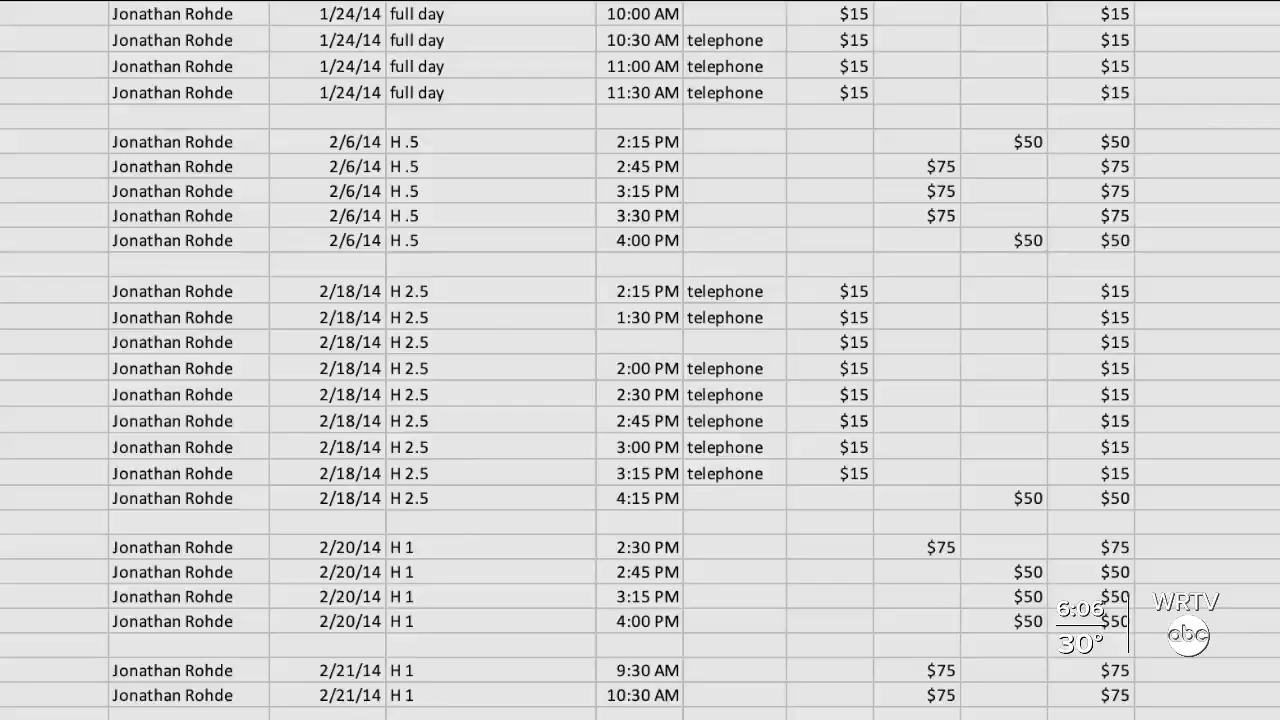 Jonathan Rohde 1/24/14 full day 10:00 AM $15 $15
Jonathan Rohde 1/24/14 full day 10:30 AM telephone $15 $15
Jonathan Rohde 1/24/14 full day 11:00 AM telephone $15 $15
Jonathan Rohde 1/24/14 full day 11:30 AM telephone $15 $15
Jonathan Rohde 2/6/14 H .5 2:15 PM $50 $50
Jonathan Rohde 2/6/14 H .5 2:45 PM $75 $75
Jonathan Rohde 2/6/14 H .5 3:15 PM $75 $75
Jonathan Rohde 2/6/14 H .5 3:30 PM $75 $75
Jonathan Rohde 2/6/14 H .5 4:00 PM $50 $50
Jonathan Rohde 2/18/14 H 2.5 2:15 PM telephone $15 $15
Jonathan Rohde 2/18/14 H 2.5 1:30 PM telephone $15 $15
Jonathan Rohde 2/18/14 H 2.5 $15 $15
Jonathan Rohde 2/18/14 H 2.5 2:00 PM telephone $15 $15
Jonathan Rohde 2/18/14 H 2.5 2:30 PM telephone $15 $15
Jonathan Rohde 2/18/14 H 2.5 2:45 PM telephone $15 $15
Jonathan Rohde 2/18/14 H 2.5 3:00 PM telephone $15 $15
Jonathan Rohde 2/18/14 H 2.5 3:15 PM telephone $15 $15
Jonathan Rohde 2/18/14 H 2.5 4:15 PM $50 $50
Jonathan Rohde 2/20/14 H 1 2:30 PM $75 $75
Jonathan Rohde 2/20/14 H 1 2:45 PM $50 $50
Jonathan Rohde 2/20/14 H 1 3:15 PM $50 $50
Jonathan Rohde 2/20/14 H 1 4:00 PM $50 $50
Jonathan Rohde 2/21/14 H 1 9:30 AM $75 $75
Jonathan Rohde 2/21/14 H 1 10:30 AM $75 $75
6:06
30°
WRTV
abc